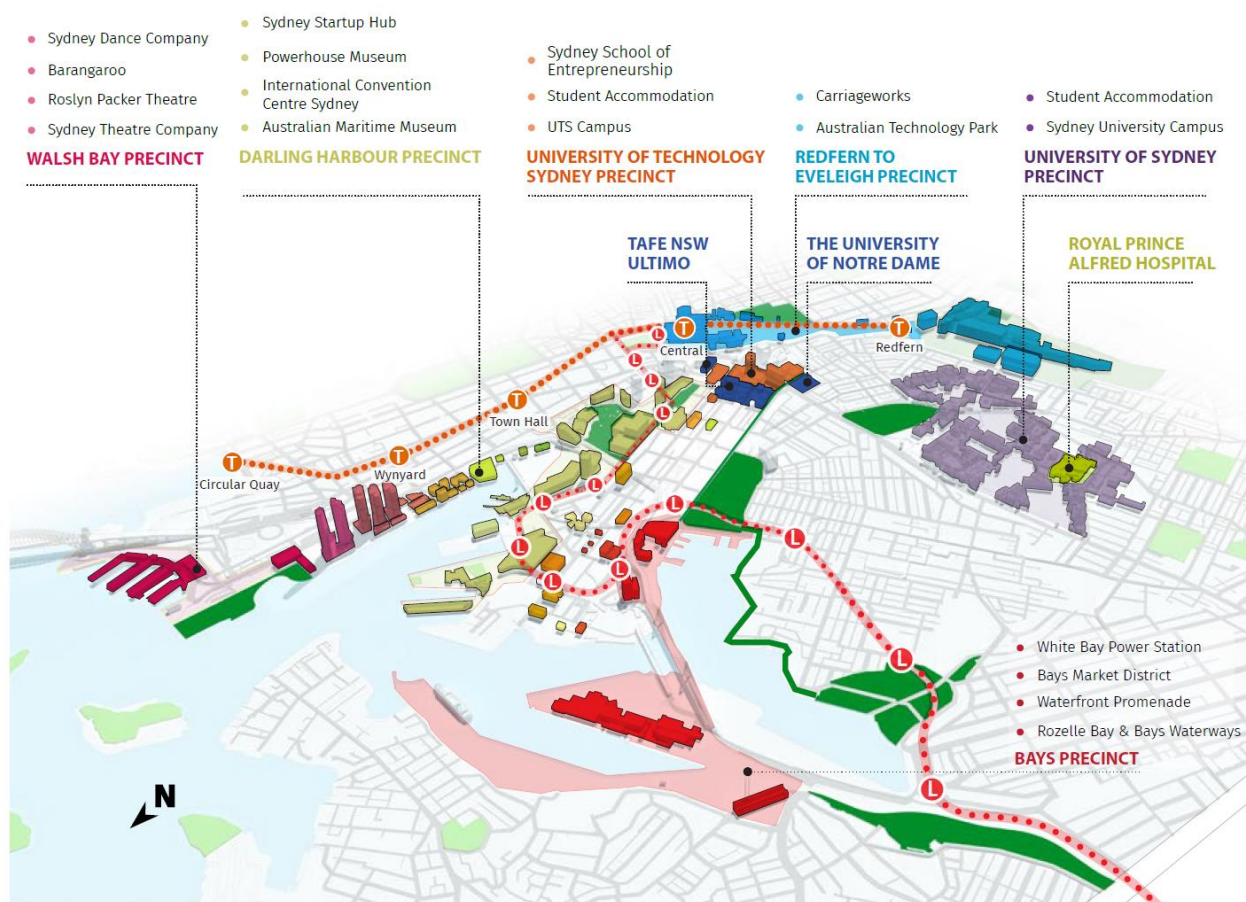 Sydney Dance Company
Barangaroo
Roslyn Packer Theatre
Sydney Theatre Company
WALSH BAY PRECINCT
Sydney Startup Hub
Powerhouse Museum
International Convention
Centre Sydney
Australian Maritime Museum
DARLING HARBOUR PRECINCT
Sydney School of
Entrepreneurship
Student Accommodation
UTS Campus
UNIVERSITY OF TECHNOLOGY
SYDNEY PRECINCT
Carriageworks
Australian Technology Park
REDFERN TO
EVELEIGH PRECINCT
Student Accommodation
Sydney University Campus
UNIVERSITY OF SYDNEY
PRECINCT
TAFE NSW
ULTIMO
THE UNIVERSITY
OF NOTRE DAME
ROYAL PRINCE
ALFRED HOSPITAL
T
Central
T
Redfern
T
Town Hall
T
Wynyard
T
Circular Quay
L
L
L
L
L
L
L
L
L
L
L
L
L
White Bay Power Station
Bays Market District
Waterfront Promenade
Rozelle Bay & Bays Waterways
BAYS PRECINCT
N